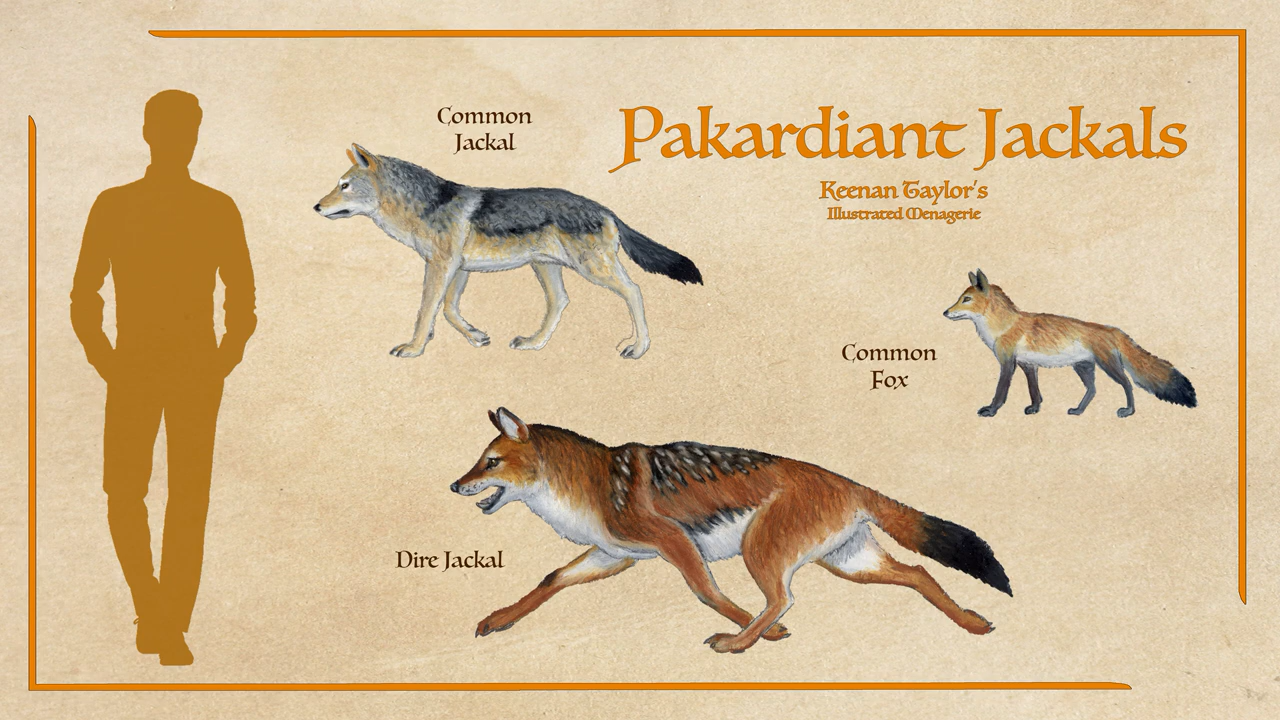 Common
Jackal
Pakardiant Jackals
Keenan Taylor's
Illustrated Menagerie
Common
Fox
Dire Jackal